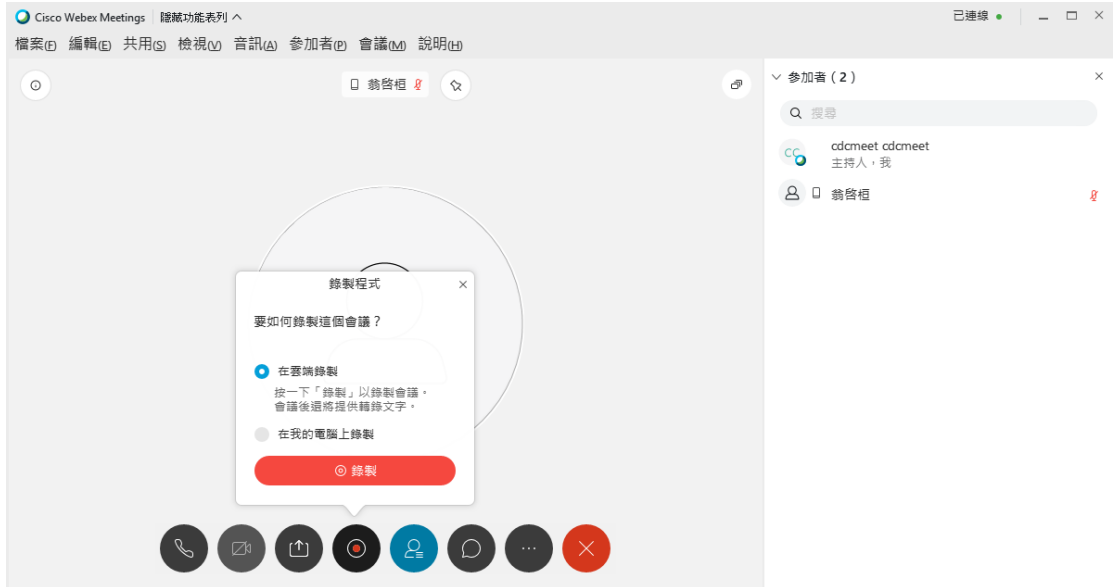 Cisco Webex Meetings 隱藏功能表列 已連線
檔案(F) 編輯(E) 共用(S) 檢視(V) 音訊(A) 參加者(P) 會議(M) 說明(H)
翁啓桓
參加者（2）
搜尋
CC
cdcmeet cdcmeet
主持人，我
翁啓桓
錄製程式
要如何錄製這個會議？
在雲端錄製
按一下「錄製」以錄製會議。
會議後還將提供轉錄文字。
在我的電腦上錄製
錄製